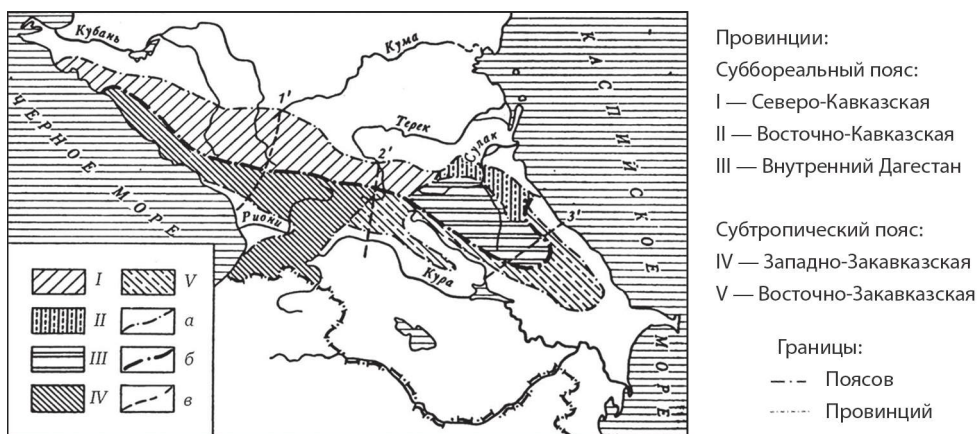 Кубань
Кума
Терек
Сулак
Риони
Кура
ЧЕРНОЕ МОРЕ
КАСПИЙСКОЕ МОРЕ
1'
2'
3'
1
I
II
III
IV
V
а
б
в
Провинции:
Суббореальный пояс:
I — Северо-Кавказская
II — Восточно-Кавказская
III — Внутренний Дагестан
Субтропический пояс:
IV — Западно-Закавказская
V — Восточно-Закавказская
Границы:
Поясов
Провинций